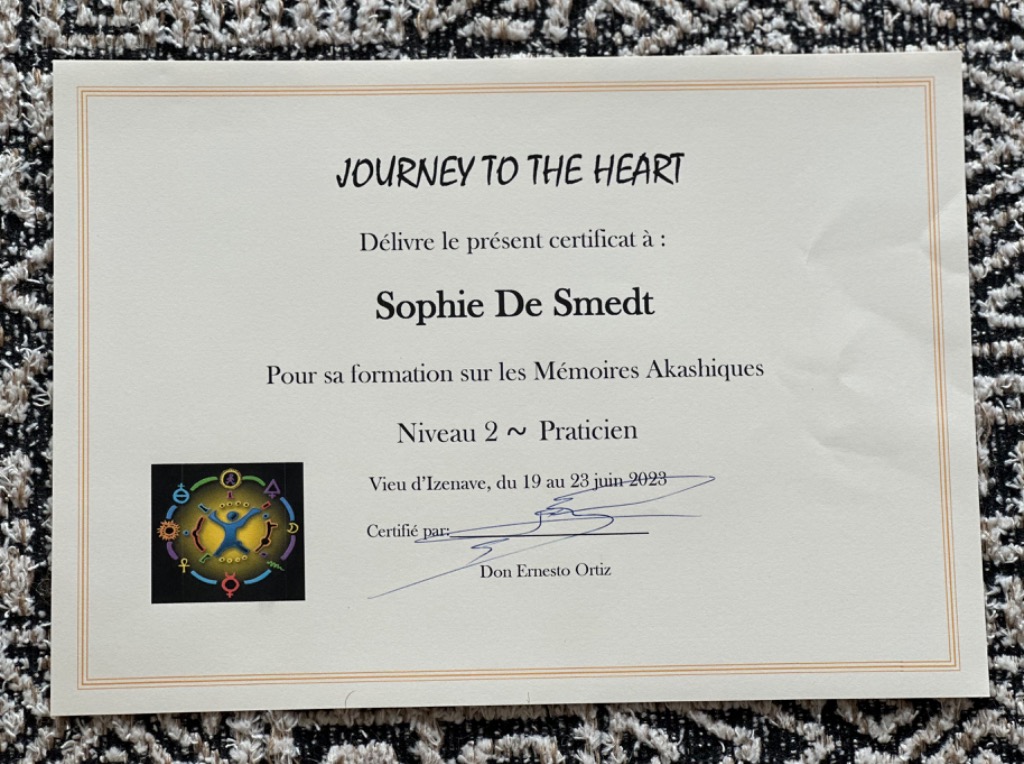 JOURNEY TO THE HEART
Délivre le présent certificat à :
Sophie De Smedt
Pour sa formation sur les Mémoires Akashiques
Niveau 2 ~ Praticien
Vieu d’Izenave, du 19 au 23 juin 2023
Certifié par:
Don Ernesto Ortiz